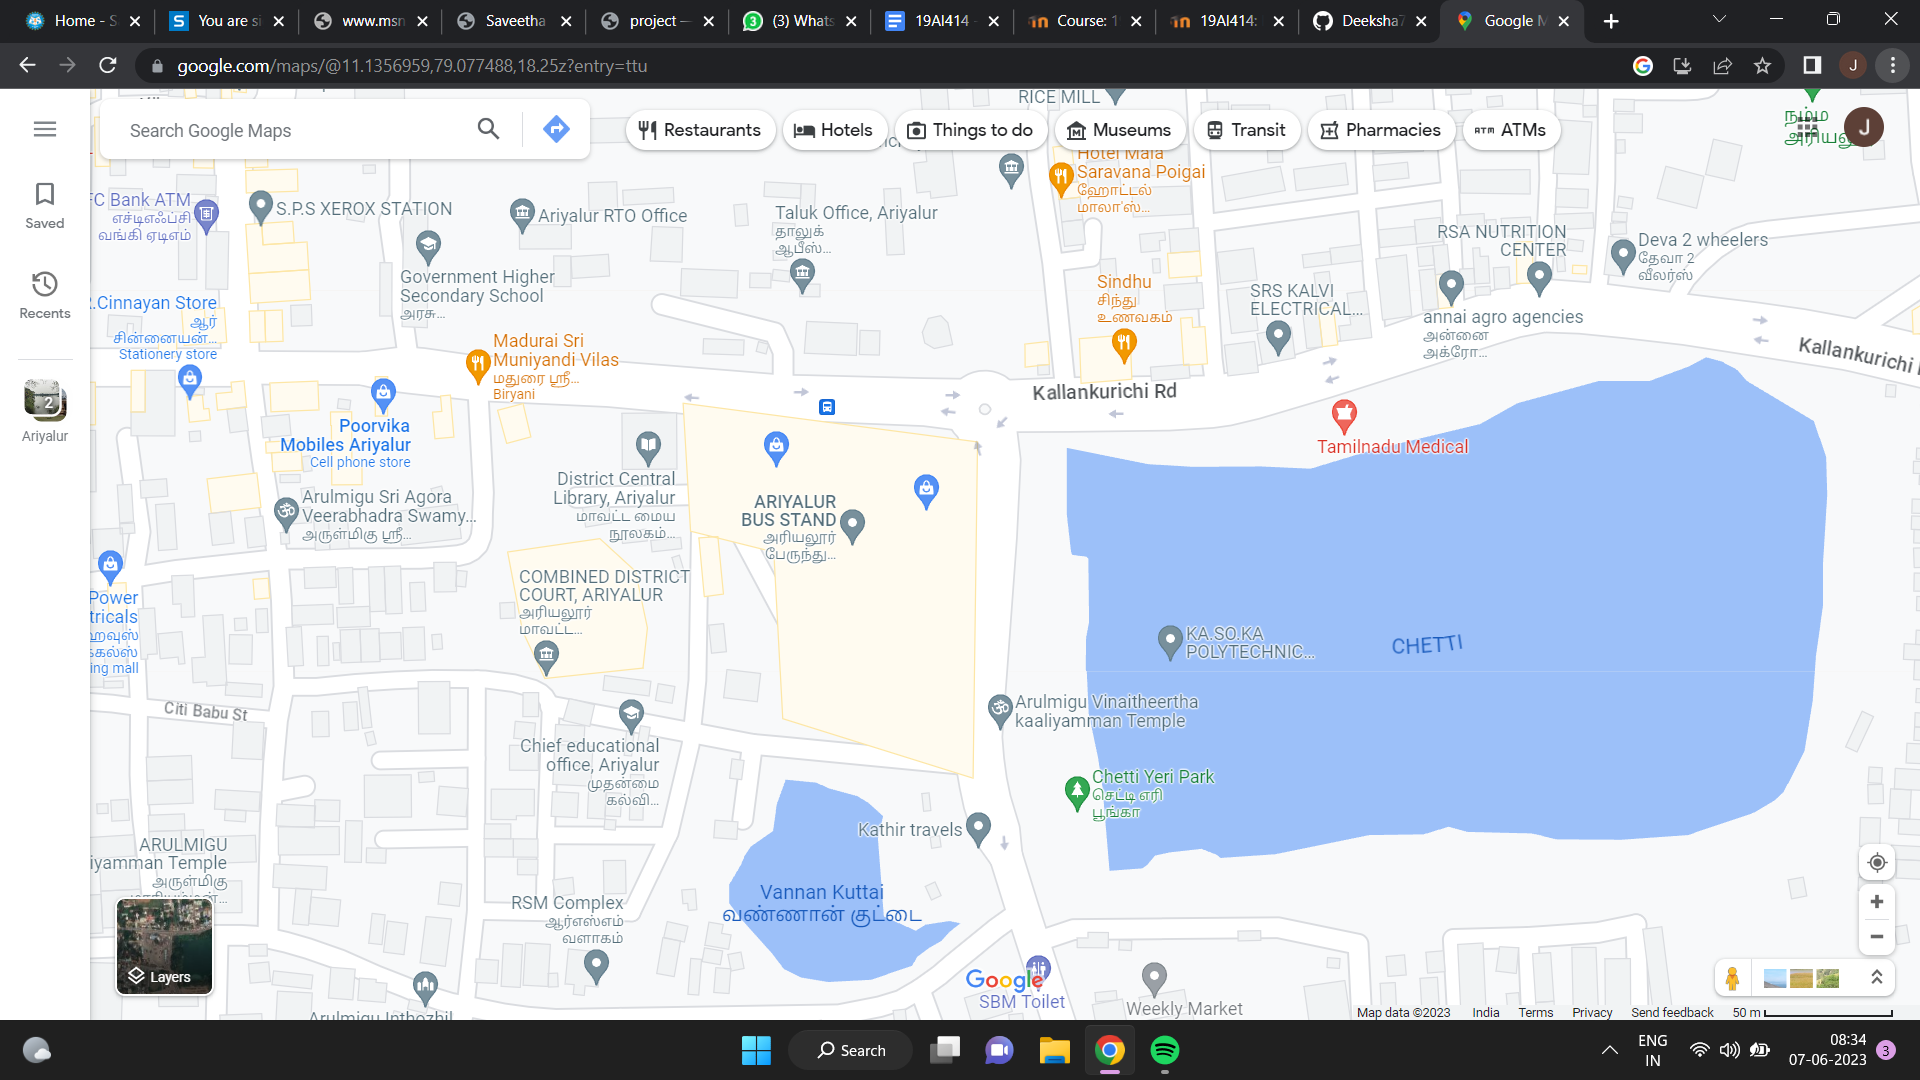 Home - S
You are si
www.msn
Saveetha
project —
(3) Whats
19AI414 -
Course: 1
19AI414:
Deeksha7
Google M
google.com/maps/@11.1356959,79.077488,18.25z?entry=ttu
J
Search Google Maps
Restaurants
Hotels
Things to do
Museums
Transit
Pharmacies
ATMs
J
Saved
Recents
2
Ariyalur
RICE MILL
நம்ம
Hotel Mala
Saravana Poigai
ஹோட்டல்
மாலா'ஸ்...
FC Bank ATM
எச்டிஎஃப்சி
வங்கி ஏடிஎம்
S.P.S XEROX STATION
Ariyalur RTO Office
Taluk Office, Ariyalur
தாலுக்
ஆபீஸ்...
Government Higher
Secondary School
அரசு...
RSA NUTRITION
CENTER
Deva 2 wheelers
தேவா 2
வீலர்ஸ்
R.Cinnayan Store
ஆர்
சின்னையன்...
Stationery store
Sindhu
சிந்து
உணவகம்
SRS KALVI
ELECTRICAL...
annai agro agencies
அன்னை
அக்ரோ...
Madurai Sri
Muniyandi Vilas
மதுரை ஸ்ரீ...
Biryani
Kallankurichi Rd
Kallankurichi
Poorvika
Mobiles Ariyalur
Cell phone store
Tamilnadu Medical
District Central
Library, Ariyalur
மாவட்ட மைய
நூலகம்...
ARIYALUR
BUS STAND
அரியலூர்
பேருந்து...
Arulmigu Sri Agora
Veerabhadra Swamy...
அருள்மிகு ஸ்ரீ...
COMBINED DISTRICT
COURT, ARIYALUR
அரியலூர்
மாவட்ட...
Power
tricals
ஹவுஸ்
ing mall
KA.SO.KA
POLYTECHNIC...
CHETTI
Citi Babu St
Arulmigu Vinaitheertha
kaaliyamman Temple
Chief educational
office, Ariyalur
முதன்மை
கல்வி...
Chetti Yeri Park
செட்டி எரி
பூங்கா
Kathir travels
ARULMIGU
iyamman Temple
அருள்மிகு
Vannan Kuttai
வண்ணான் குட்டை
RSM Complex
ஆர்எஸ்எம்
வளாகம்
Layers
Google
SBM Toilet
Weekly Market
Arulmigu Inthozhil
Map data ©2023
India
Terms
Privacy
Send feedback
50 m
Search
ENG
IN
08:34
07-06-2023
3